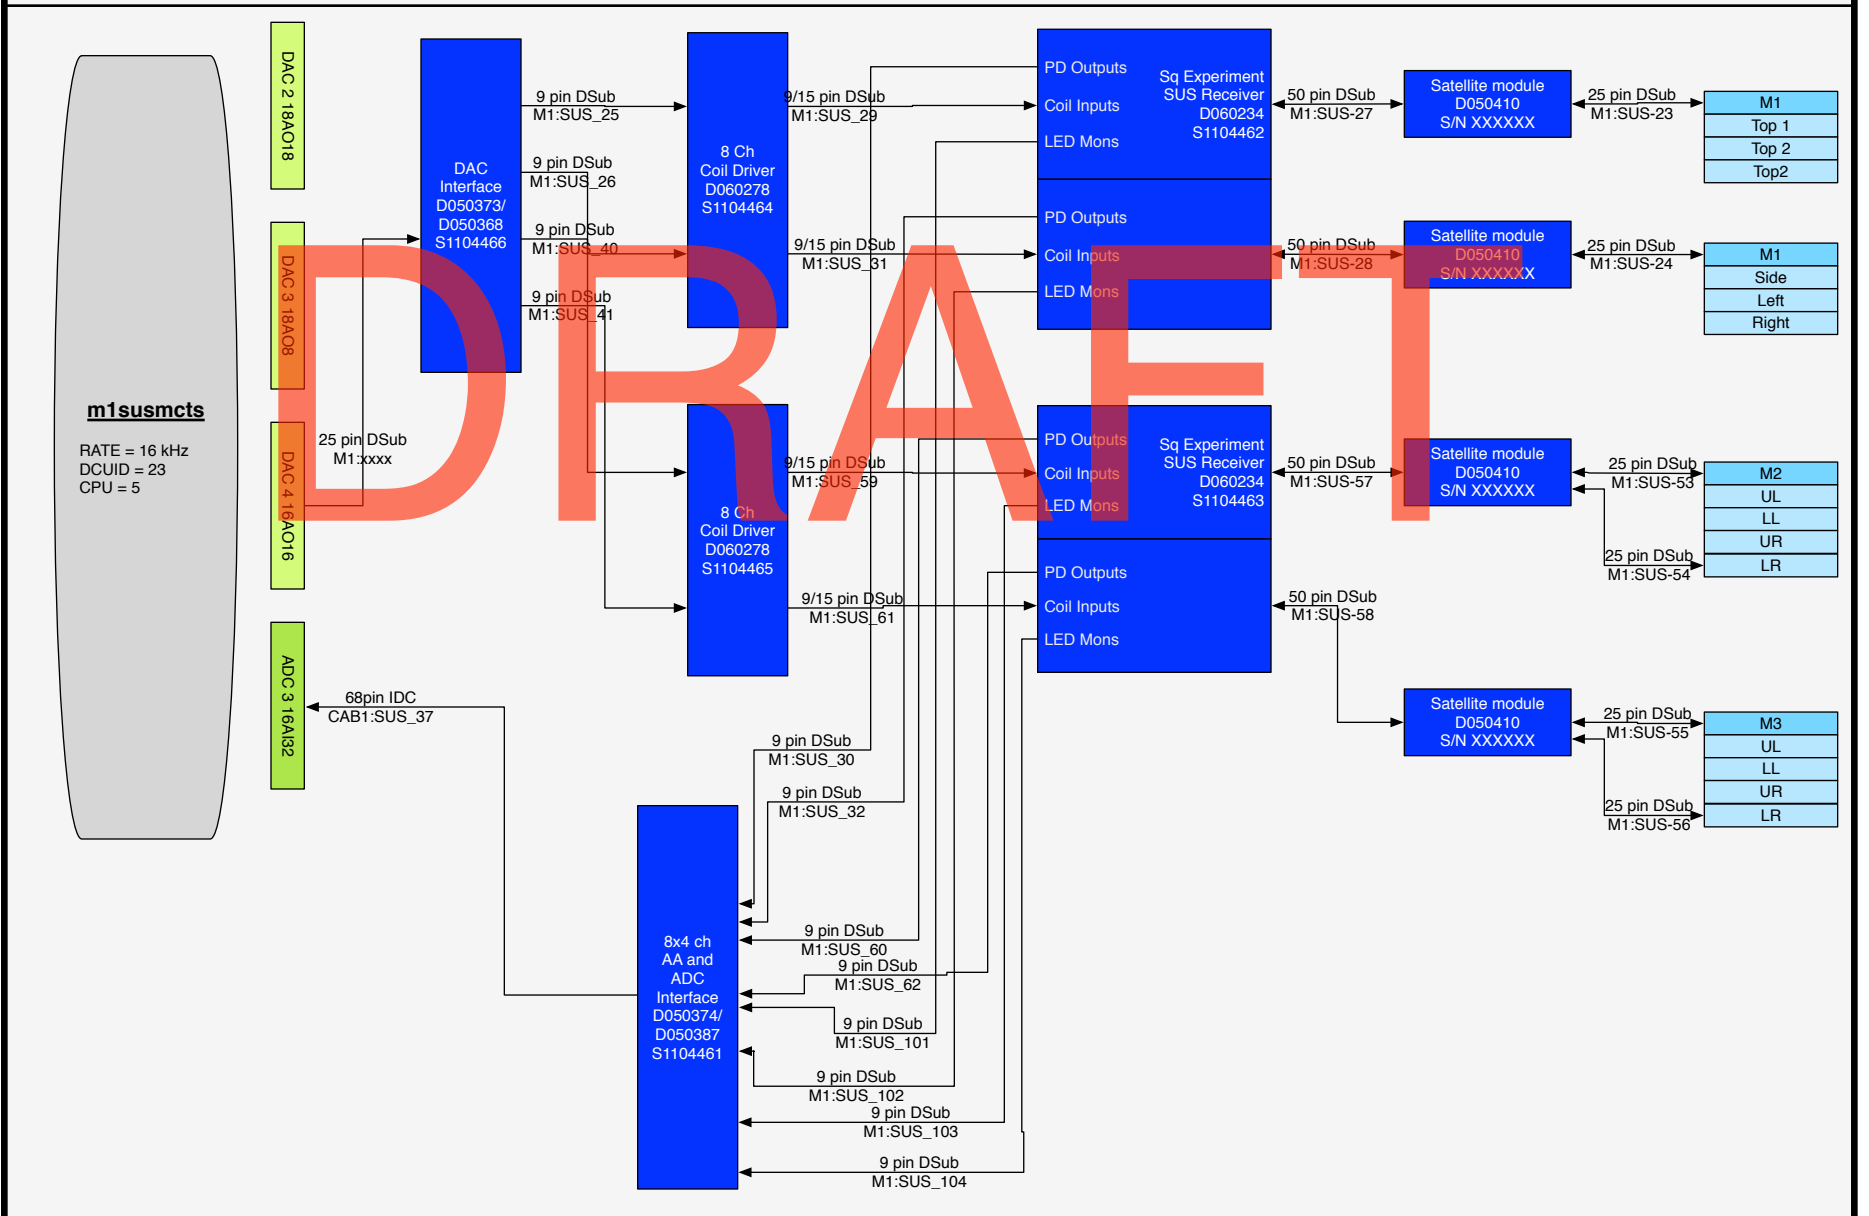 m1susmcts
RATE = 16 kHz
DCUID = 23
CPU = 5
DAC 2 18AO18
DAC 3 18AO8
DAC 4 16AO16
ADC 3 16AI32
25 pin DSub
M1:xxxx
68pin IDC
CAB1:SUS_37
DAC
Interface
D050373/
D050368
S1104466
9 pin DSub
M1:SUS_25
9 pin DSub
M1:SUS_26
9 pin DSub
M1:SUS_40
9 pin DSub
M1:SUS_41
8 Ch
Coil Driver
D060278
S1104464
8 Ch
Coil Driver
D060278
S1104465
9/15 pin DSub
M1:SUS_29
9/15 pin DSub
M1:SUS_31
9/15 pin DSub
M1:SUS_59
9/15 pin DSub
M1:SUS_61
PD Outputs
Coil Inputs
LED Mons
Sq Experiment
SUS Receiver
D060234
S1104462
PD Outputs
Coil Inputs
LED Mons
PD Outputs
Coil Inputs
LED Mons
Sq Experiment
SUS Receiver
D060234
S1104463
PD Outputs
Coil Inputs
LED Mons
50 pin DSub
M1:SUS-27
50 pin DSub
M1:SUS-28
50 pin DSub
M1:SUS-57
50 pin DSub
M1:SUS-58
Satellite module
D050410
S/N XXXXXX
Satellite module
D050410
S/N XXXXXX
Satellite module
D050410
S/N XXXXXX
Satellite module
D050410
S/N XXXXXX
25 pin DSub
M1:SUS-23
25 pin DSub
M1:SUS-24
25 pin DSub
M1:SUS-53
25 pin DSub
M1:SUS-54
25 pin DSub
M1:SUS-55
25 pin DSub
M1:SUS-56
M1
Top 1
Top 2
Top2
M1
Side
Left
Right
M2
UL
LL
UR
LR
M3
UL
LL
UR
LR
9 pin DSub
M1:SUS_30
9 pin DSub
M1:SUS_32
9 pin DSub
M1:SUS_60
9 pin DSub
M1:SUS_62
9 pin DSub
M1:SUS_101
9 pin DSub
M1:SUS_102
9 pin DSub
M1:SUS_103
9 pin DSub
M1:SUS_104
8x4 ch
AA and
ADC
Interface
D050374/
D050387
S1104461
DRAFT